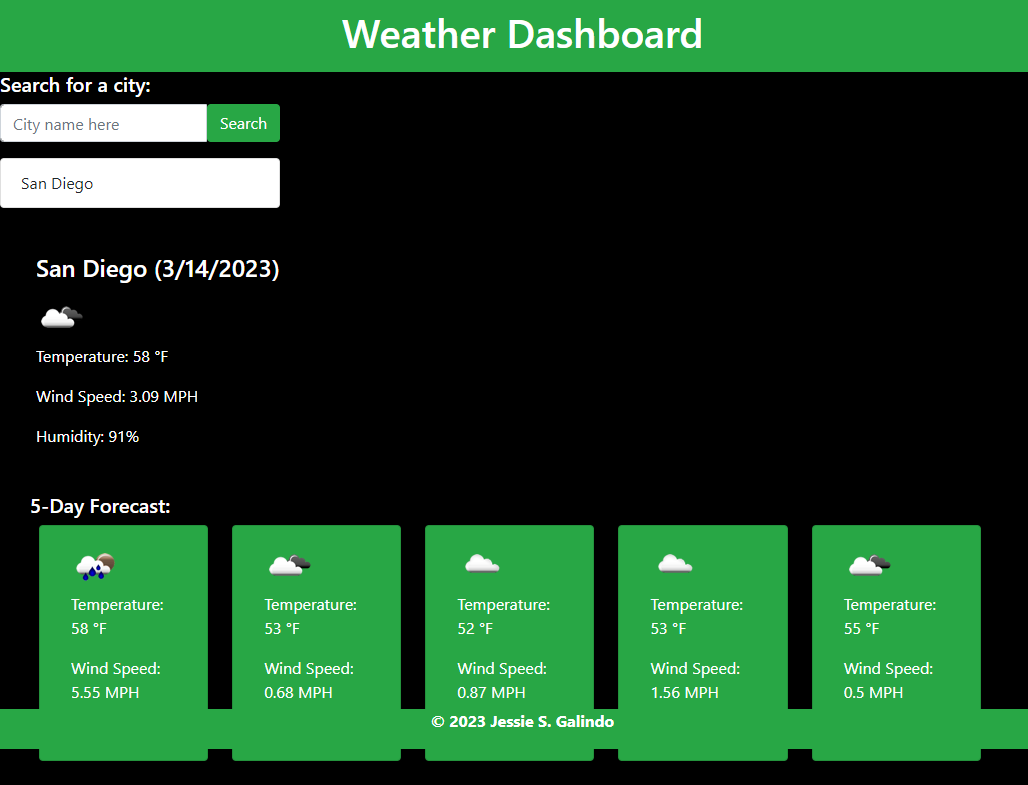 Weather Dashboard
Search for a city:
City name here
Search
San Diego
San Diego (3/14/2023)
Temperature: 58 °F
Wind Speed: 3.09 MPH
Humidity: 91%
5-Day Forecast:
Temperature:
58 °F
Wind Speed:
5.55 MPH
Temperature:
53 °F
Wind Speed:
0.68 MPH
Temperature:
52 °F
Wind Speed:
0.87 MPH
Temperature:
53 °F
Wind Speed:
1.56 MPH
Temperature:
55 °F
Wind Speed:
0.5 MPH
© 2023 Jessie S. Galindo